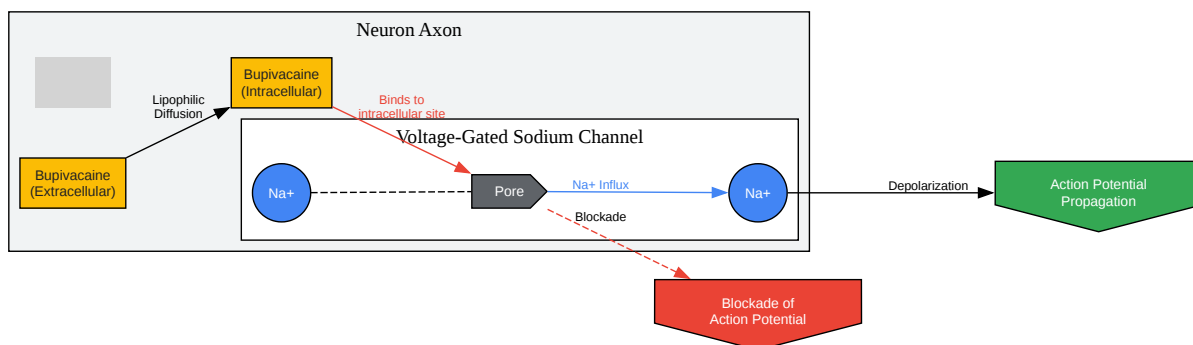 Neuron Axon
Bupivacaine
(Intracellular)
Lipophilic
Diffusion
Binds to
intracellular site
Voltage-Gated Sodium Channel
Bupivacaine
(Extracellular)
Na+
Pore
Na+ Influx
Na+
Depolarization
Action Potential
Propagation
Blockade
Blockade of
Action Potential